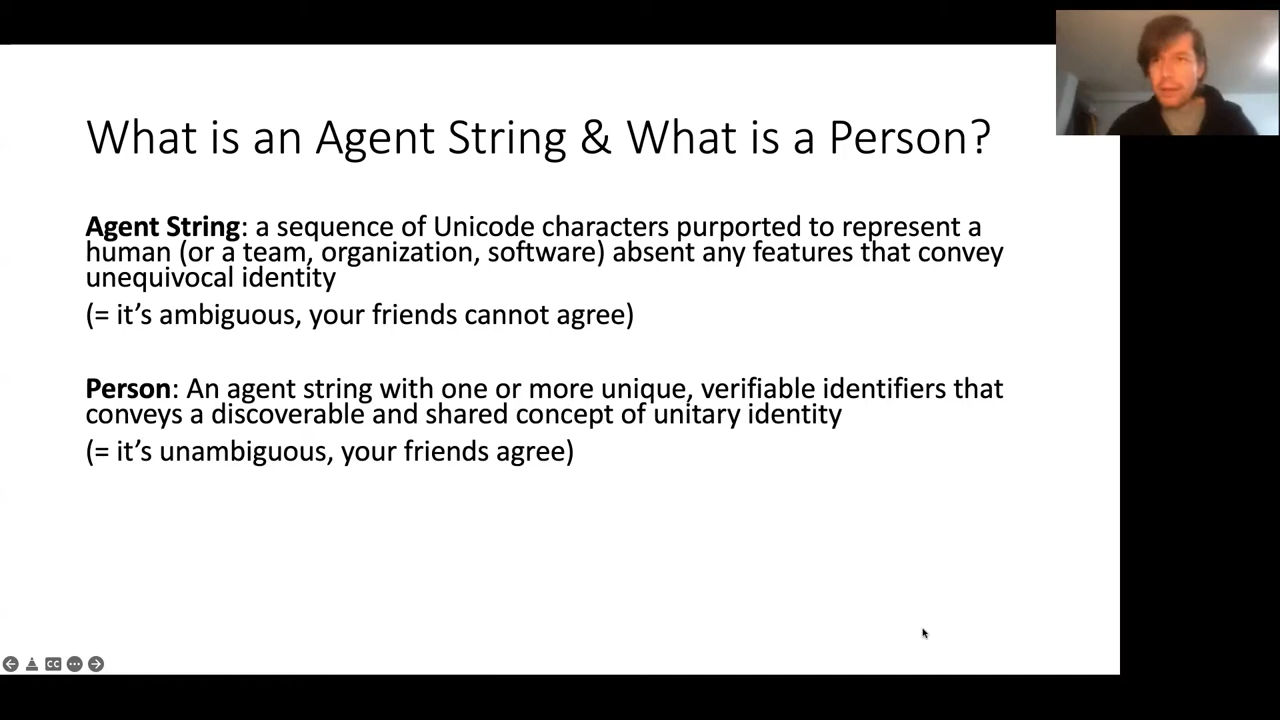 What is an Agent String & What is a Person?
Agent String: a sequence of Unicode characters purported to represent a
human (or a team, organization, software) absent any features that convey
unequivocal identity
(= it’s ambiguous, your friends cannot agree)
Person: An agent string with one or more unique, verifiable identifiers that
conveys a discoverable and shared concept of unitary identity
(= it’s unambiguous, your friends agree)
CC